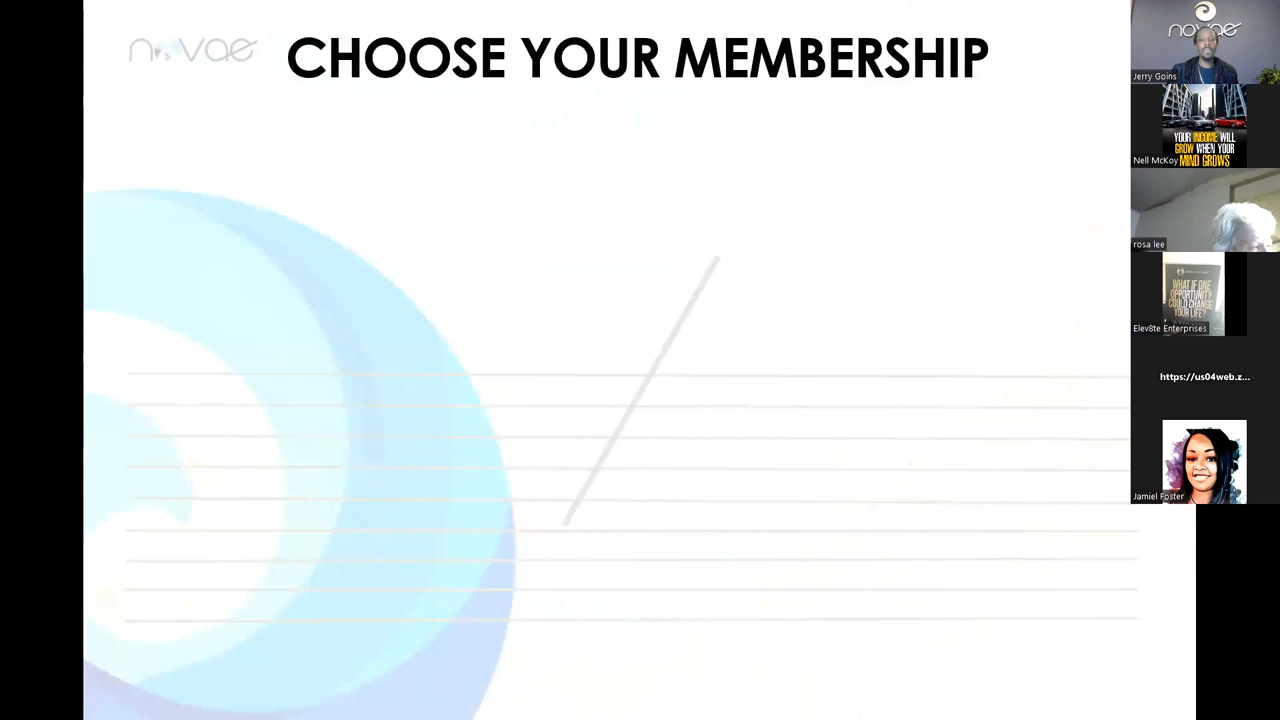 novae
CHOOSE YOUR MEMBERSHIP
novae
Jerry Goins
YOUR INCOME WILL
GROW WHEN YOUR
MIND GROWS
Nell McKoy
rosa lee
WHAT IF ONE
OPPORTUNITY
COULD CHANGE
YOUR LIFE?
Elev8te Enterprises
https://us04web.z...
Jamiel Foster